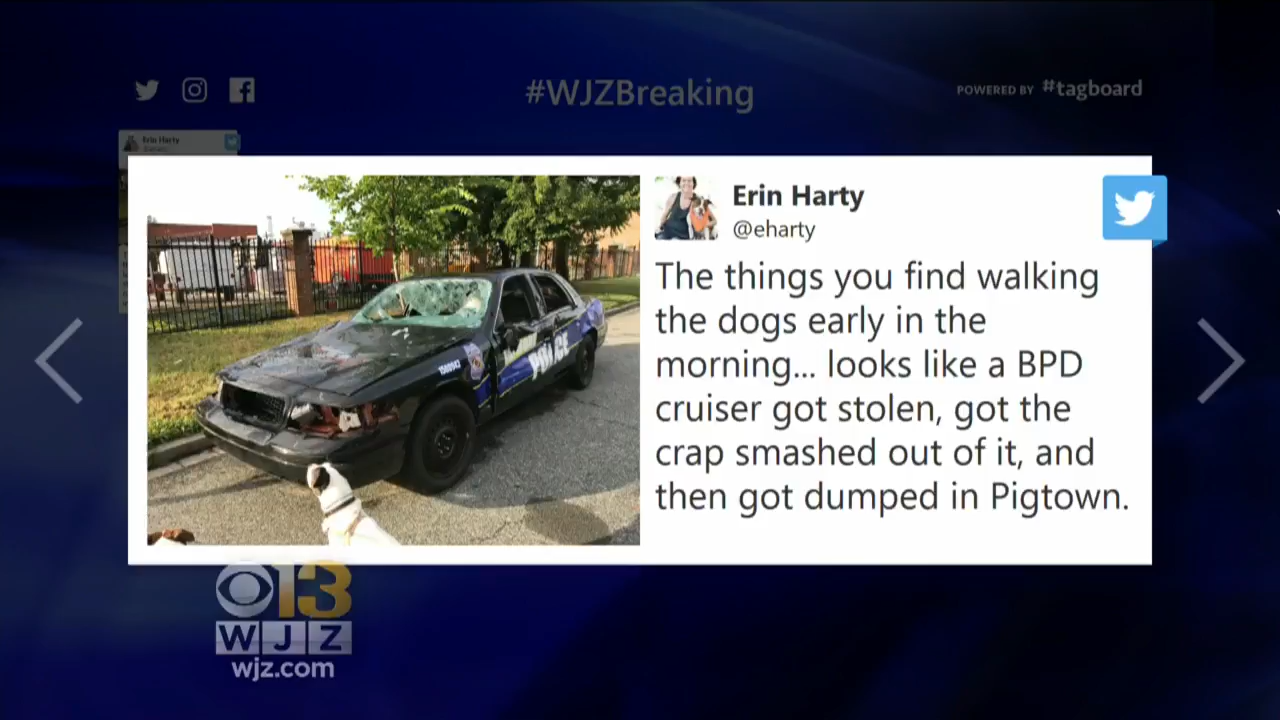 #WJZBreaking
POWERED BY #tagboard
Erin Harty
Erin Harty
@eharty
The things you find walking
the dogs early in the
morning... looks like a BPD
cruiser got stolen, got the
crap smashed out of it, and
then got dumped in Pigtown.
POLICE
13
WJZ
wjz.com